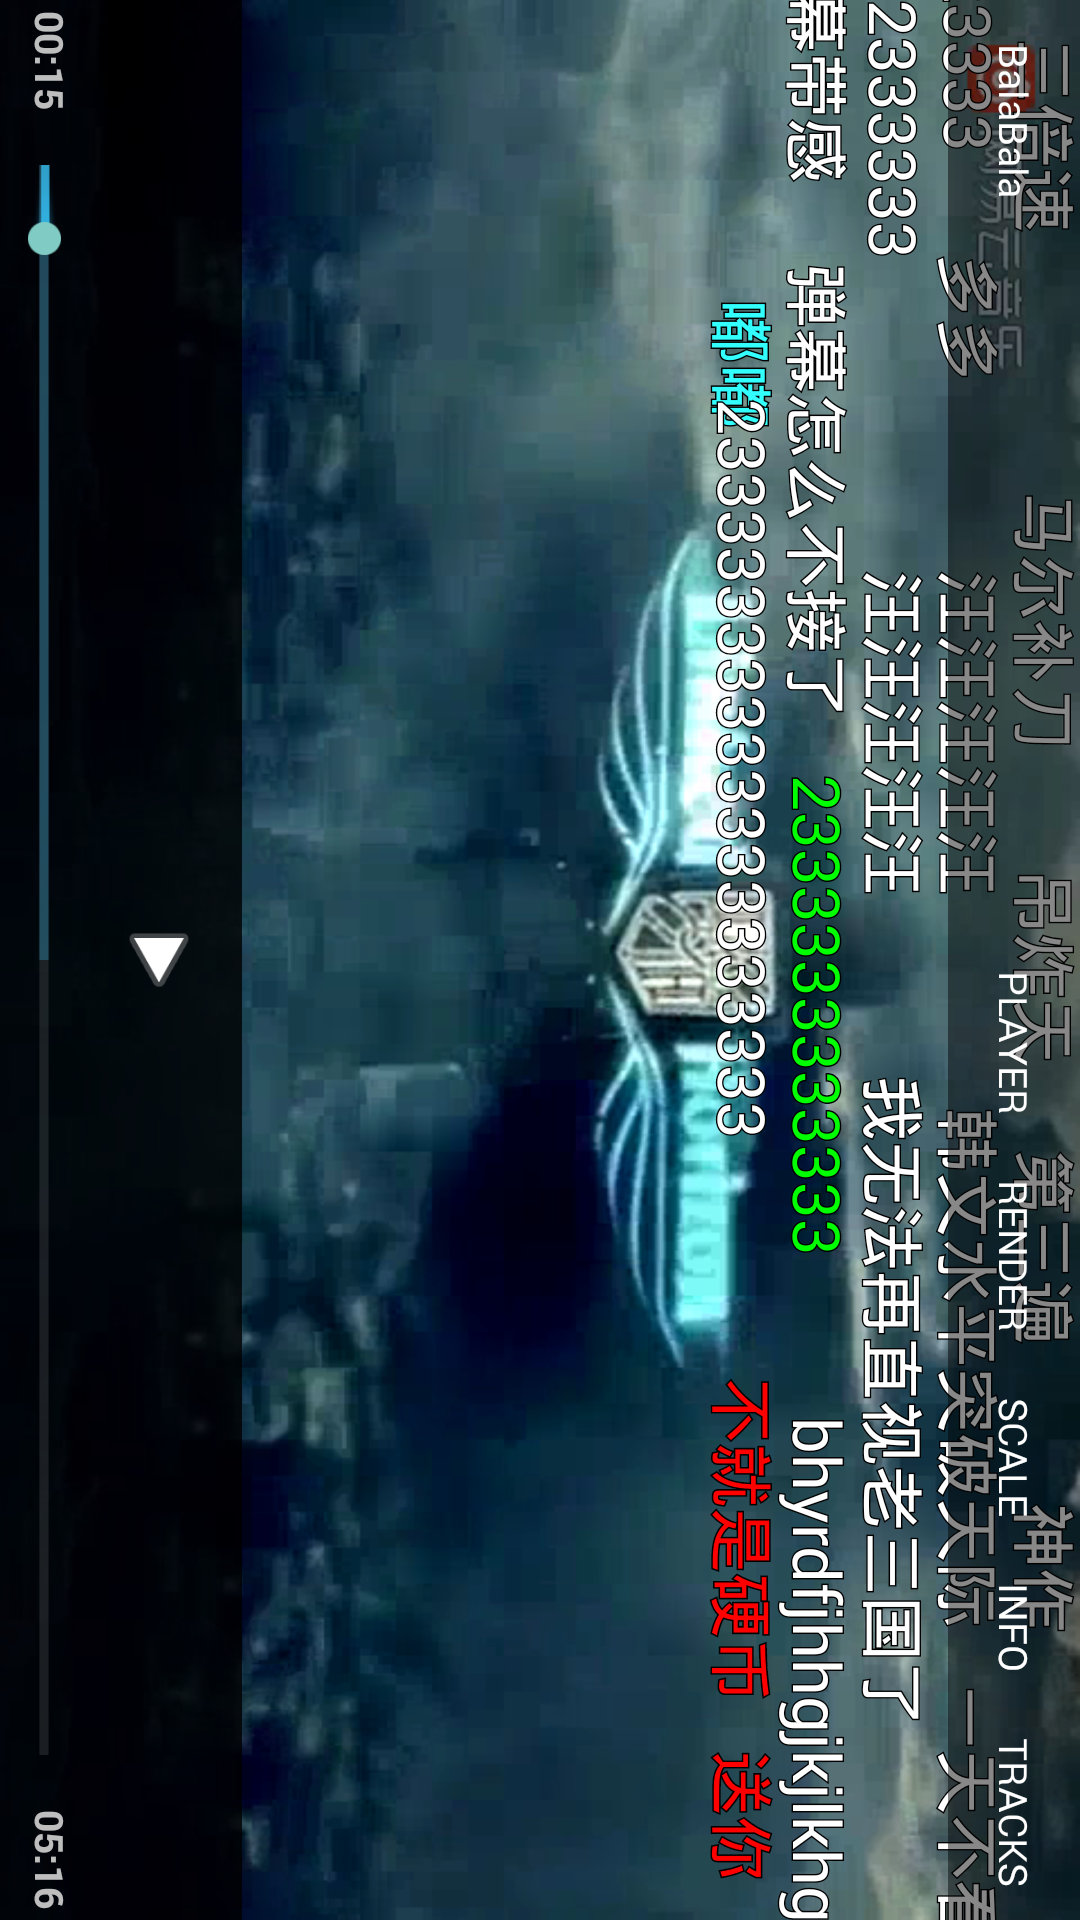 三倍速 马尔补刀 吊炸天 第三遍 神作
BalaBala PLAYER RENDER SCALE INFO TRACKS
3333 多多 汪汪汪汪汪 韩文水平突破天际 一天不看
2333333 汪汪汪汪汪 我无法再直视老三国了
幕带感 弹幕怎么不接了 23333333333333 bhyrdfjhhgjkjlkhg
嘟嘟 233333333333333333333 不就是硬币 送你
00:15 05:16